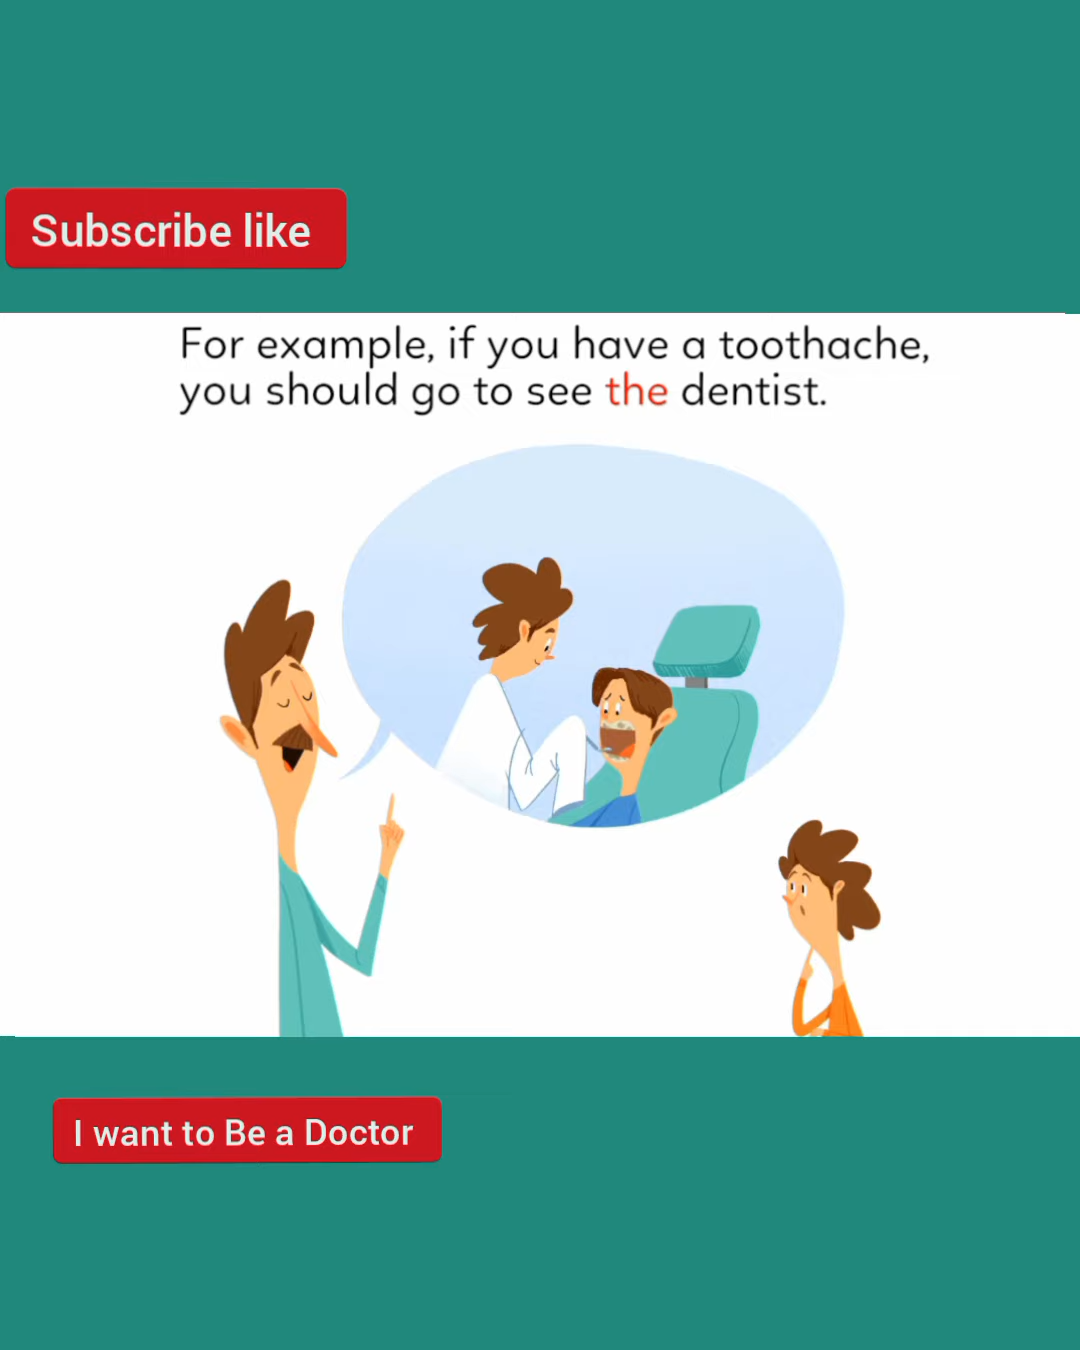 Subscribe like
For example, if you have a toothache,
you should go to see the dentist.
I want to Be a Doctor